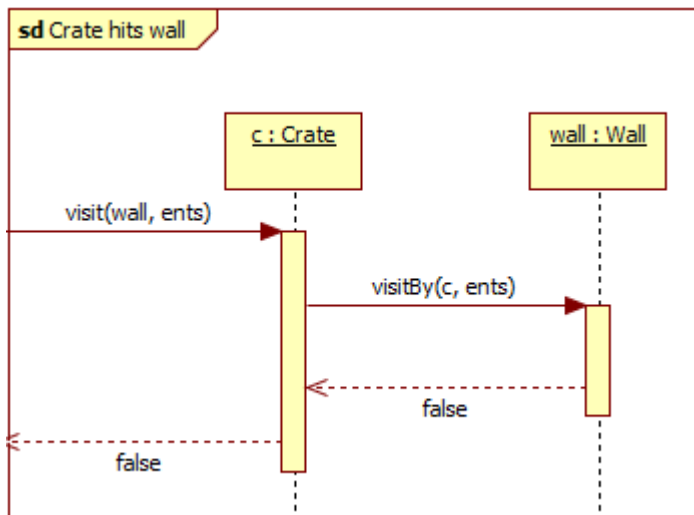 sd Crate hits wall
c : Crate
wall : Wall
visit(wall, ents)
visitBy(c, ents)
false
false